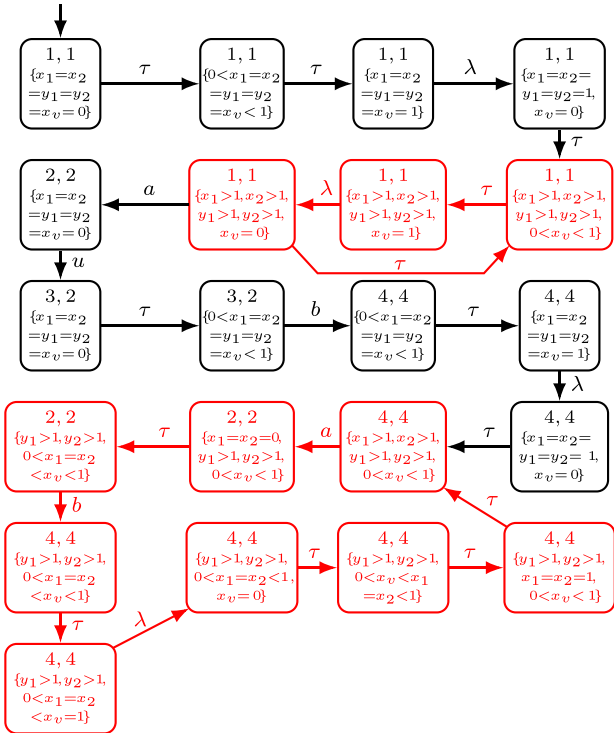 1, 1
{x₁=x₂
=y₁=y₂
=xᵥ=0}
τ
1, 1
{0<x₁=x₂
=y₁=y₂
=xᵥ<1}
τ
1, 1
{x₁=x₂
=y₁=y₂
=xᵥ=1}
λ
1, 1
{x₁=x₂=
y₁=y₂=1,
xᵥ=0}
τ
2, 2
{x₁=x₂
=y₁=y₂
=xᵥ=0}
a
1, 1
{x₁>1,x₂>1,
y₁>1,y₂>1,
xᵥ=0}
λ
1, 1
{x₁>1,x₂>1,
y₁>1,y₂>1,
xᵥ=1}
τ
1, 1
{x₁>1,x₂>1,
y₁>1,y₂>1,
0<xᵥ<1}
τ
u
3, 2
{x₁=x₂
=y₁=y₂
=xᵥ=0}
τ
3, 2
{0<x₁=x₂
=y₁=y₂
=xᵥ<1}
b
4, 4
{0<x₁=x₂
=y₁=y₂
=xᵥ<1}
τ
4, 4
{x₁=x₂
=y₁=y₂
=xᵥ=1}
λ
2, 2
{y₁>1,y₂>1,
0<x₁=x₂
<xᵥ<1}
τ
2, 2
{x₁=x₂=0,
y₁>1,y₂>1,
0<xᵥ<1}
a
4, 4
{x₁>1,x₂>1,
y₁>1,y₂>1,
0<xᵥ<1}
τ
4, 4
{x₁=x₂=
y₁=y₂= 1,
xᵥ=0}
b
τ
4, 4
{y₁>1,y₂>1,
0<x₁=x₂
<xᵥ<1}
4, 4
{y₁>1,y₂>1,
0<x₁=x₂<1,
xᵥ=0}
τ
4, 4
{y₁>1,y₂>1,
0<xᵥ<x₁
=x₂<1}
τ
4, 4
{y₁>1,y₂>1,
x₁=x₂=1,
0<xᵥ<1}
τ
λ
4, 4
{y₁>1,y₂>1,
0<x₁=x₂
<xᵥ=1}